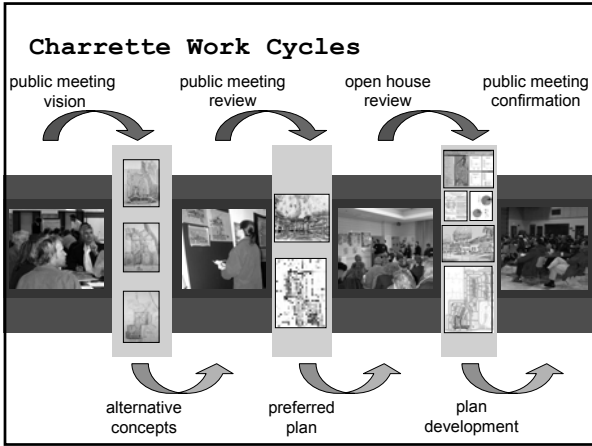 Charrette Work Cycles
public meeting
vision
public meeting
review
open house
review
public meeting
confirmation
alternative
concepts
preferred
plan
plan
development